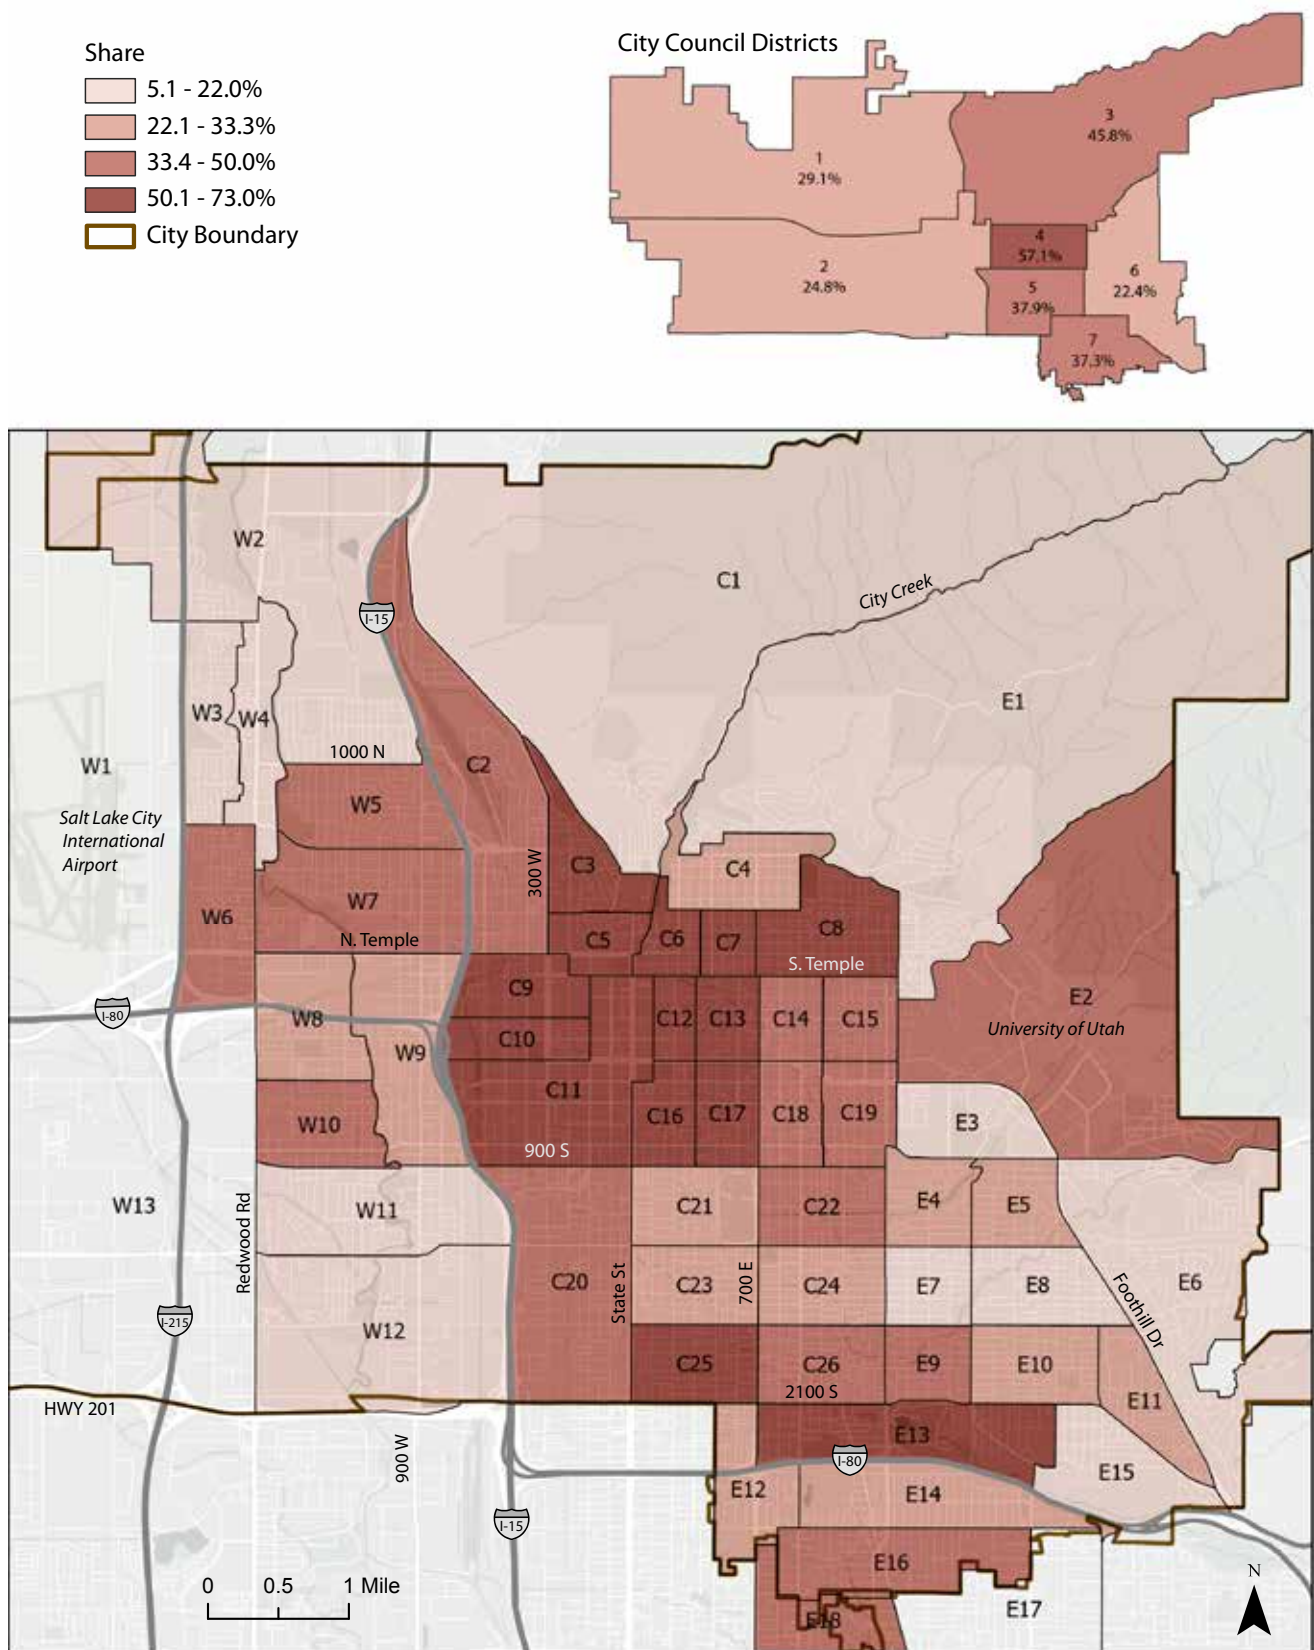 Share
5.1 - 22.0%
22.1 - 33.3%
33.4 - 50.0%
50.1 - 73.0%
City Boundary
City Council Districts
1
29.1%
2
24.8%
3
45.8%
4
57.1%
5
37.9%
6
22.4%
7
37.3%
W2
C1
City Creek
I-15
E1
W3
W4
W1
1000 N
C2
Salt Lake City
International
Airport
W5
300 W
C3
C4
W6
W7
N. Temple
C5
C6
C7
C8
S. Temple
C9
E2
University of Utah
I-80
W8
C10
C12
C13
C14
C15
W9
C11
W10
C16
C17
C18
C19
E3
900 S
W13
Redwood Rd
W11
C21
C22
E4
E5
C20
State St
C23
700 E
C24
E7
E8
Foothill Dr
E6
I-215
W12
C25
C26
2100 S
E9
E10
E11
HWY 201
900 W
E13
I-80
E15
E12
E14
I-15
E16
0 0.5 1 Mile
E18
E17
N